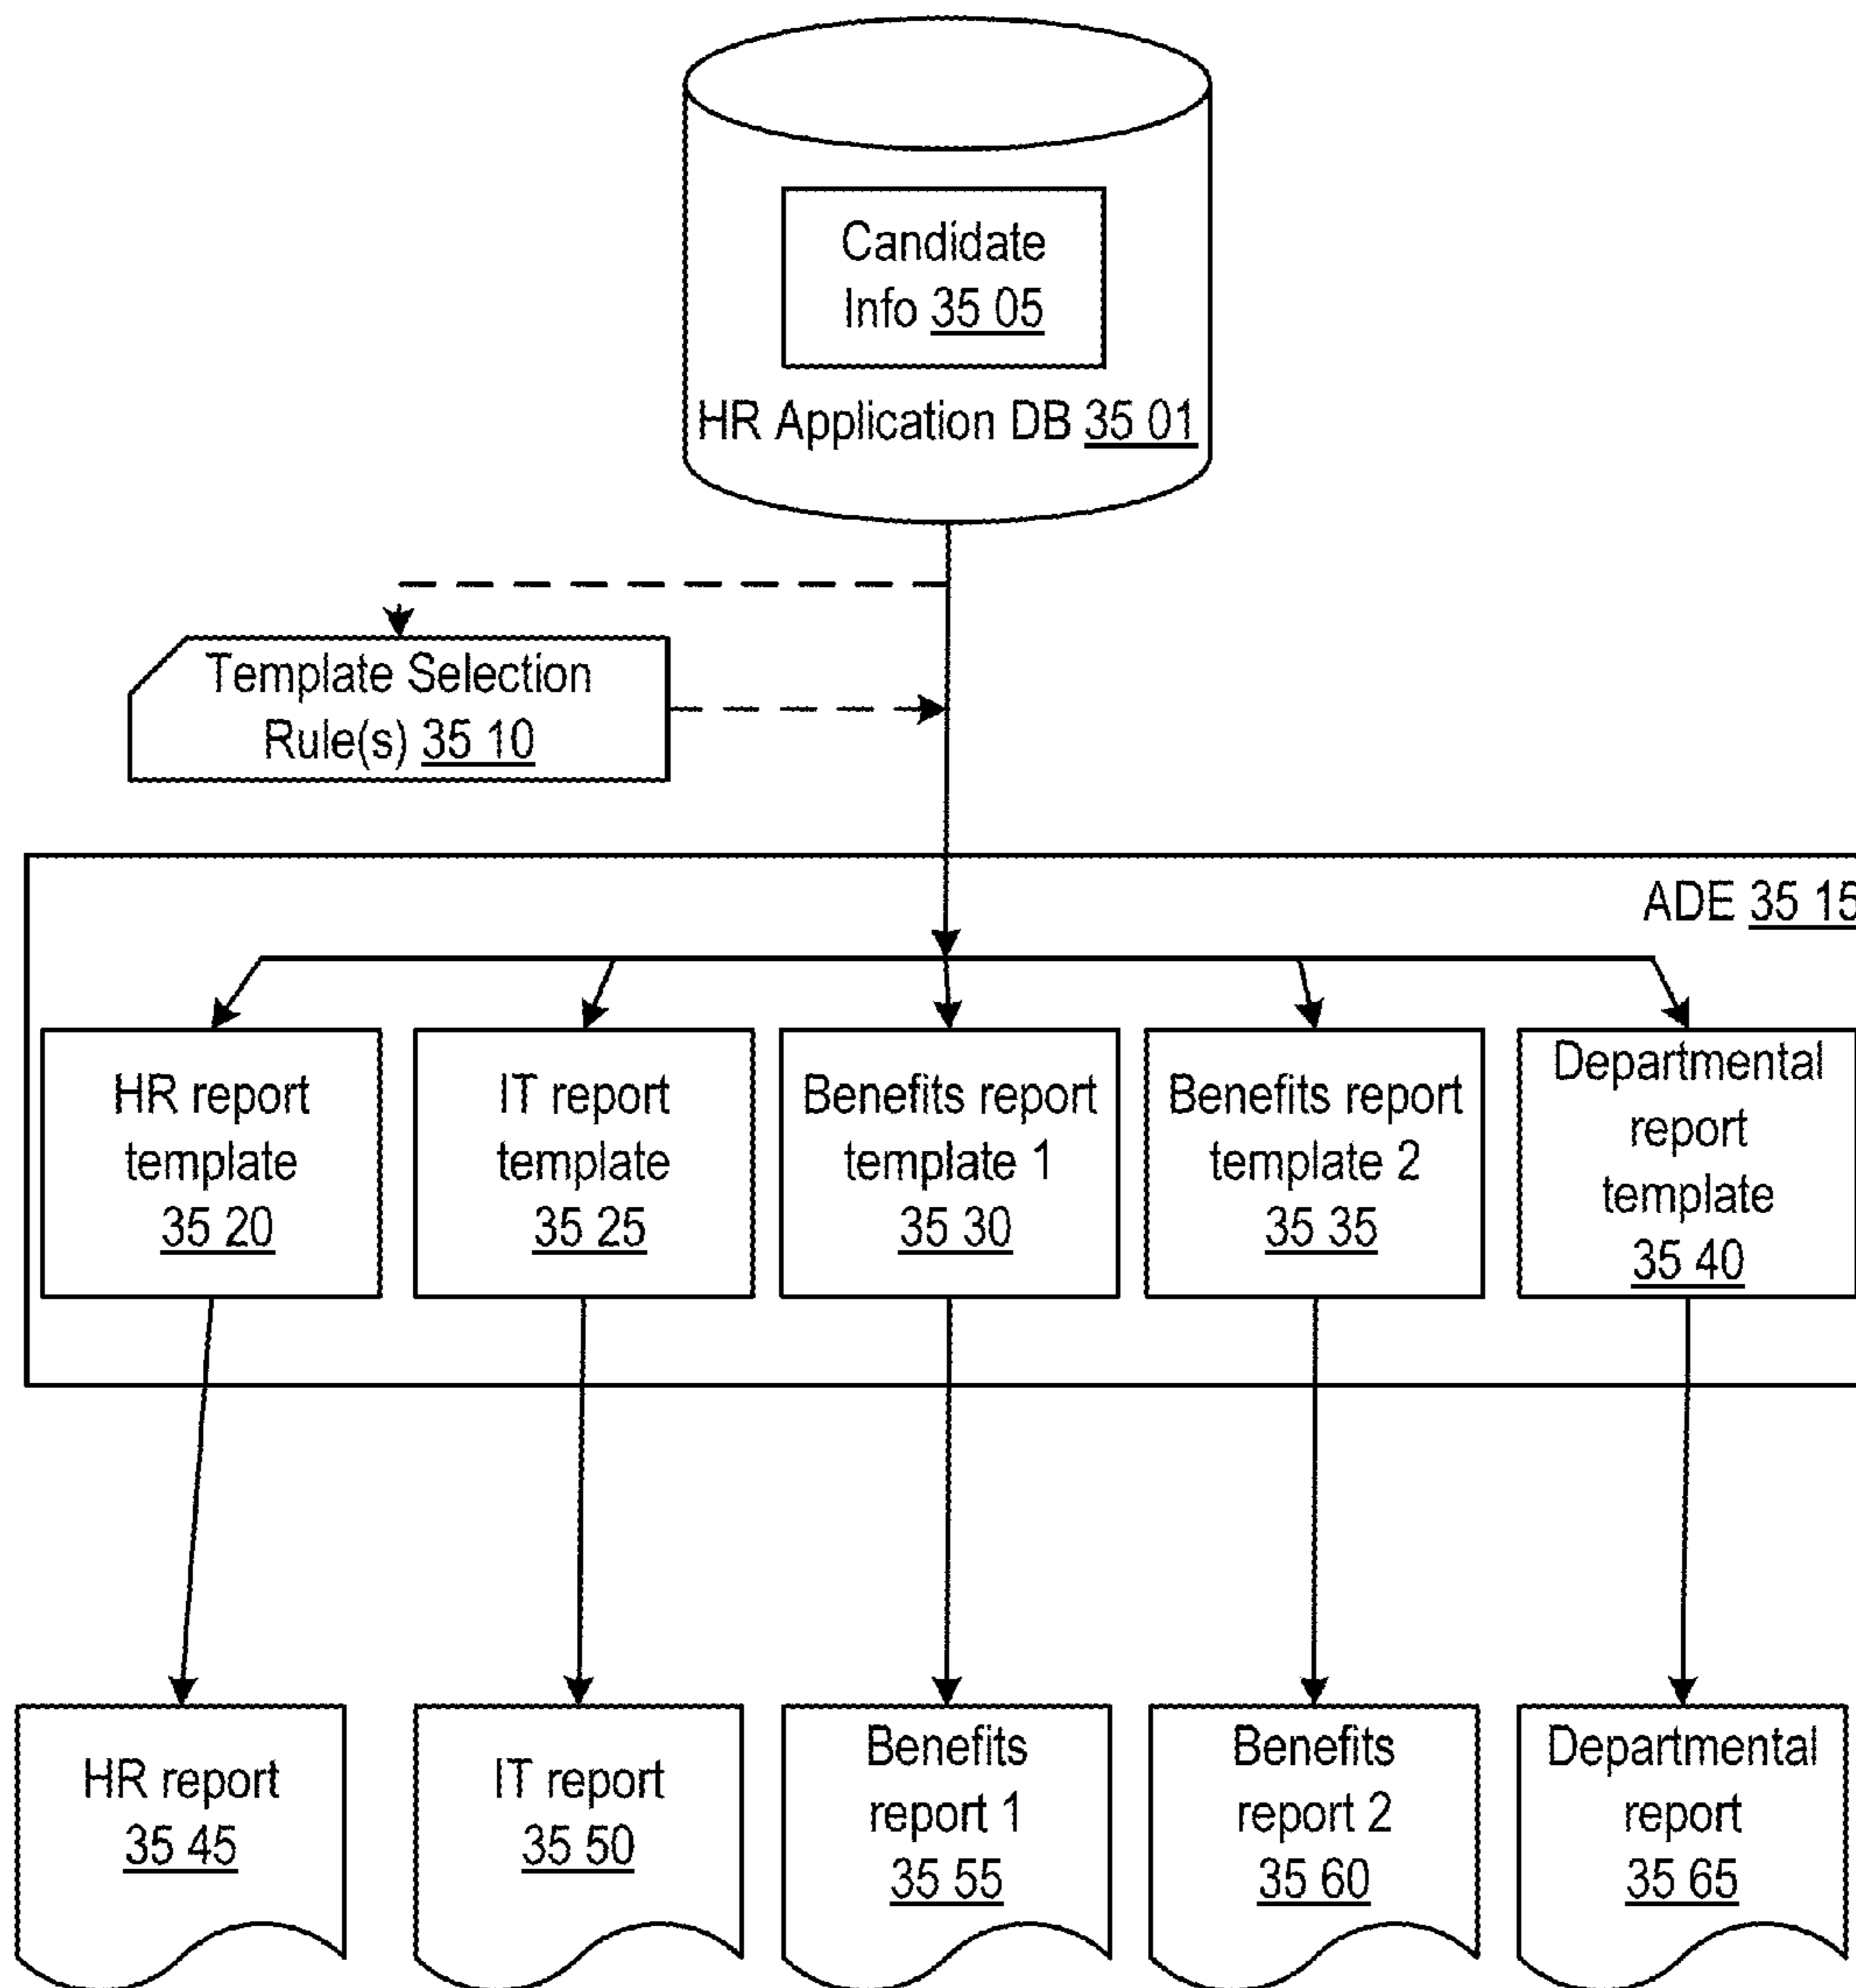 Candidate
Info 35 05
HR Application DB 35 01
Template Selection
Rule(s) 35 10
ADE 35 15
HR report
template
35 20
IT report
template
35 25
Benefits report
template 1
35 30
Benefits report
template 2
35 35
Departmental
report
template
35 40
HR report
35 45
IT report
35 50
Benefits
report 1
35 55
Benefits
report 2
35 60
Departmental
report
35 65